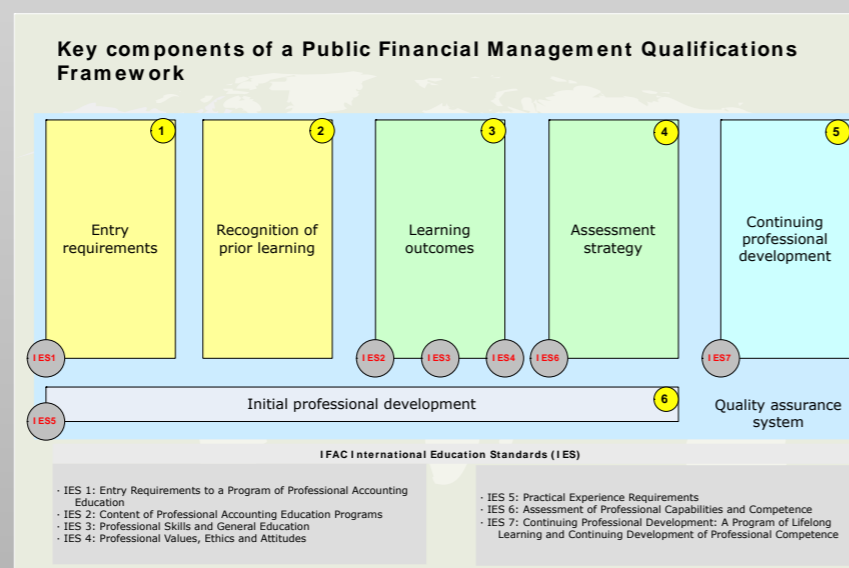 Key components of a Public Financial Management Qualifications
Framework
1
2
3
4
5
Entry
requirements
Recognition of
prior learning
Learning
outcomes
Assessment
strategy
Continuing
professional
development
IES1
IES2
IES3
IES4
IES6
IES7
Initial professional development
6
IES5
Quality assurance
system
IFAC International Education Standards (IES)
· IES 1: Entry Requirements to a Program of Professional Accounting
Education
· IES 2: Content of Professional Accounting Education Programs
· IES 3: Professional Skills and General Education
· IES 4: Professional Values, Ethics and Attitudes
· IES 5: Practical Experience Requirements
· IES 6: Assessment of Professional Capabilities and Competence
· IES 7: Continuing Professional Development: A Program of Lifelong
Learning and Continuing Development of Professional Competence